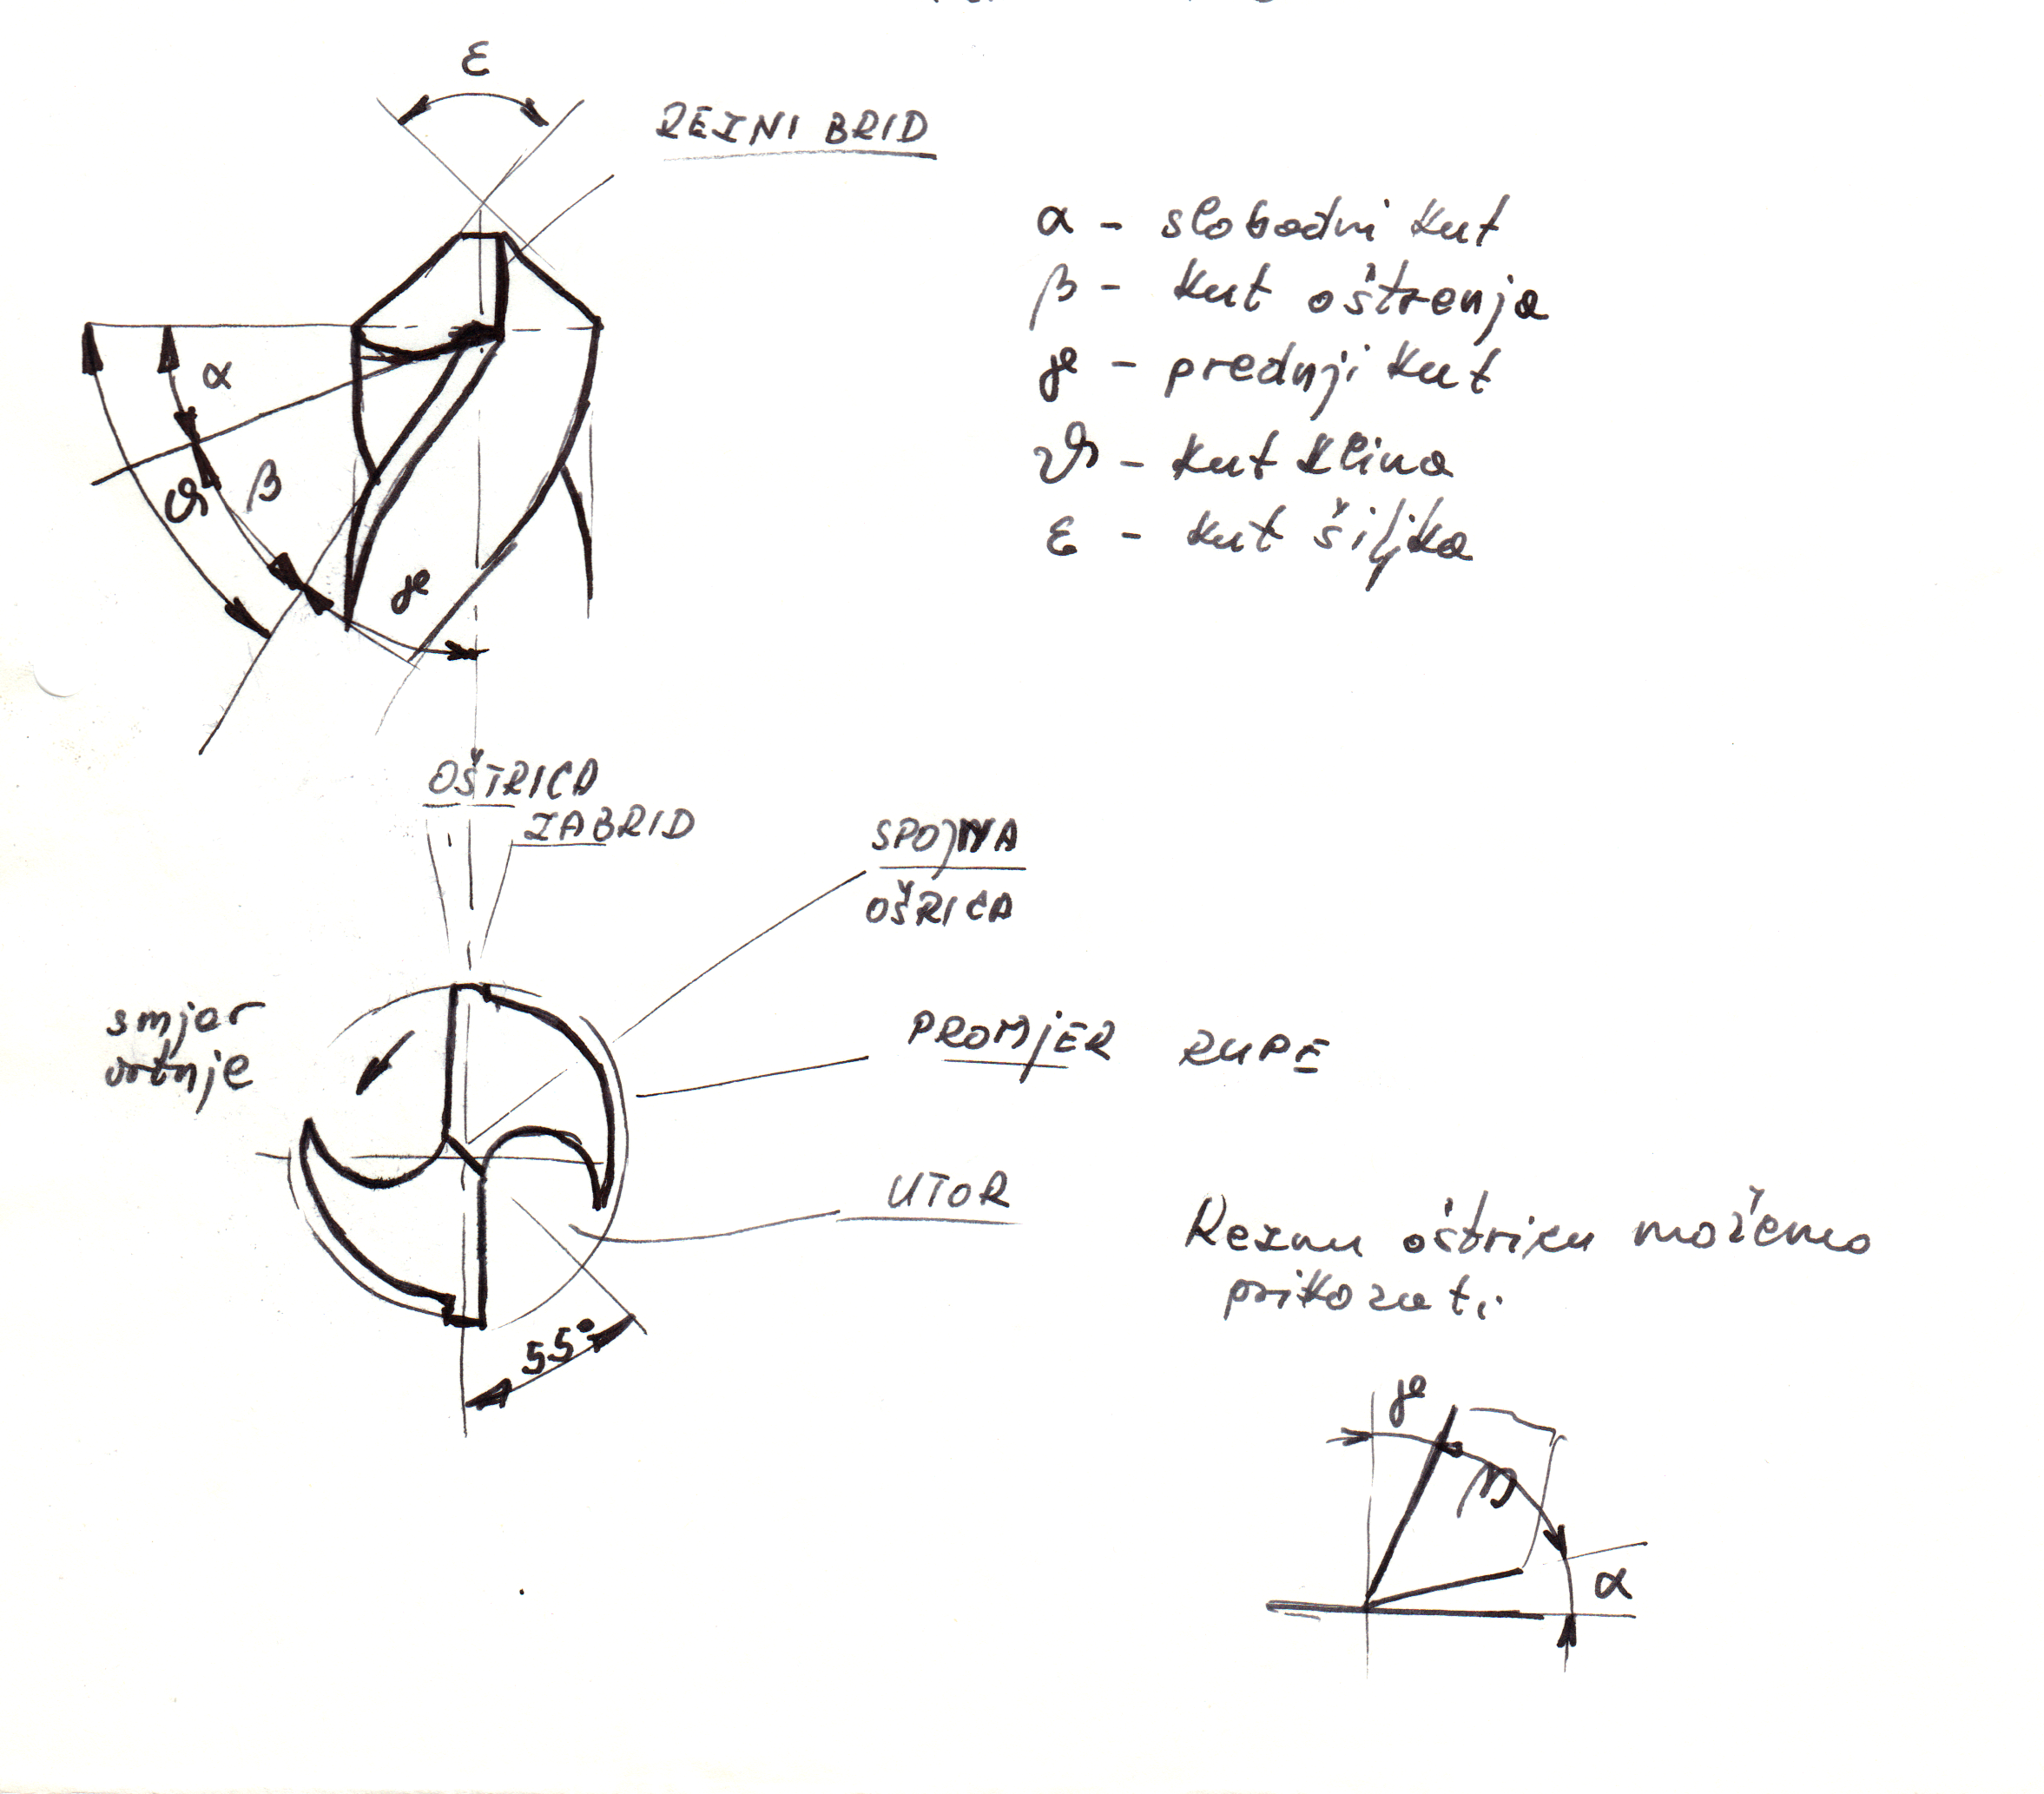 ε
REZNI BRID
α - slobodni kut
β - kut oštrenja
γ - prednji kut
ϑ - kut klina
ε - kut šiljka
α
β
ϑ
γ
OŠTRICA
ZABRID
SPOJNA
OŠRICA
smjer
vrtnje
PROMJER RUPE
UTOR
55°
Reznu oštricu možemo
prikazati
γ
β
α